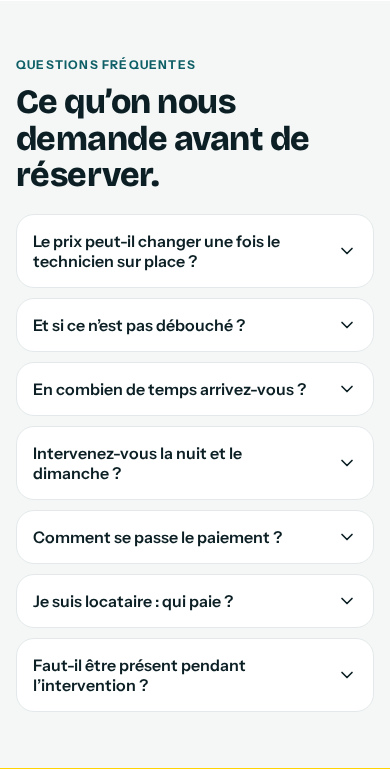 QUESTIONS FRÉQUENTES
Ce qu’on nous
demande avant de
réserver.
Le prix peut-il changer une fois le
technicien sur place ?
Et si ce n’est pas débouché ?
En combien de temps arrivez-vous ?
Intervenez-vous la nuit et le
dimanche ?
Comment se passe le paiement ?
Je suis locataire : qui paie ?
Faut-il être présent pendant
l’intervention ?